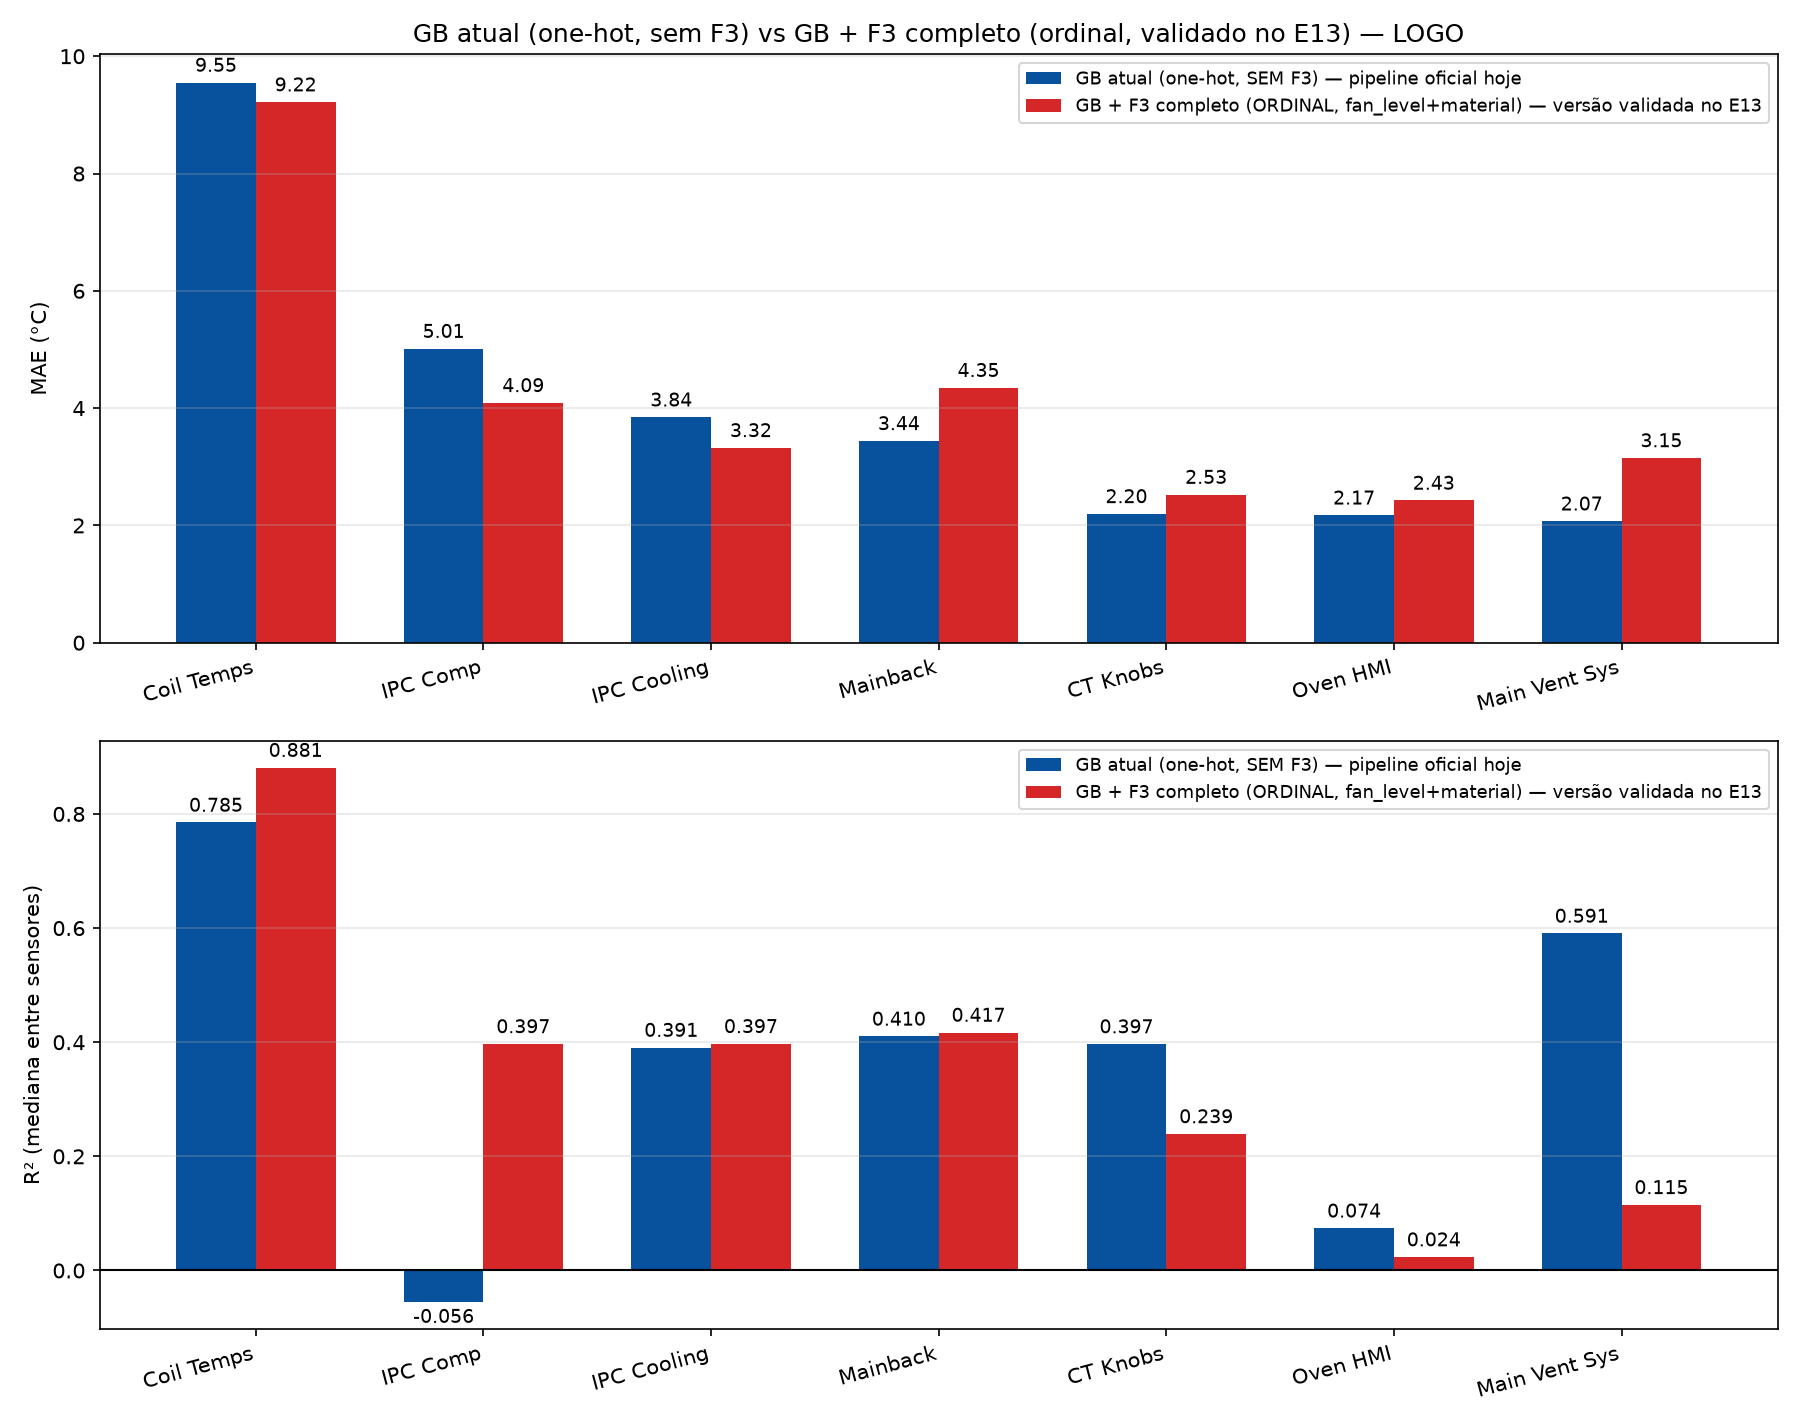 GB atual (one-hot, sem F3) vs GB + F3 completo (ordinal, validado no E13) — LOGO
GB atual (one-hot, SEM F3) — pipeline oficial hoje
GB + F3 completo (ORDINAL, fan_level+material) — versão validada no E13
MAE (°C)
10
8
6
4
2
0
9.55
9.22
5.01
4.09
3.84
3.32
3.44
4.35
2.20
2.53
2.17
2.43
2.07
3.15
Coil Temps
IPC Comp
IPC Cooling
Mainback
CT Knobs
Oven HMI
Main Vent Sys
GB atual (one-hot, SEM F3) — pipeline oficial hoje
GB + F3 completo (ORDINAL, fan_level+material) — versão validada no E13
R² (mediana entre sensores)
0.8
0.6
0.4
0.2
0.0
0.785
0.881
-0.056
0.397
0.391
0.397
0.410
0.417
0.397
0.239
0.074
0.024
0.591
0.115
Coil Temps
IPC Comp
IPC Cooling
Mainback
CT Knobs
Oven HMI
Main Vent Sys